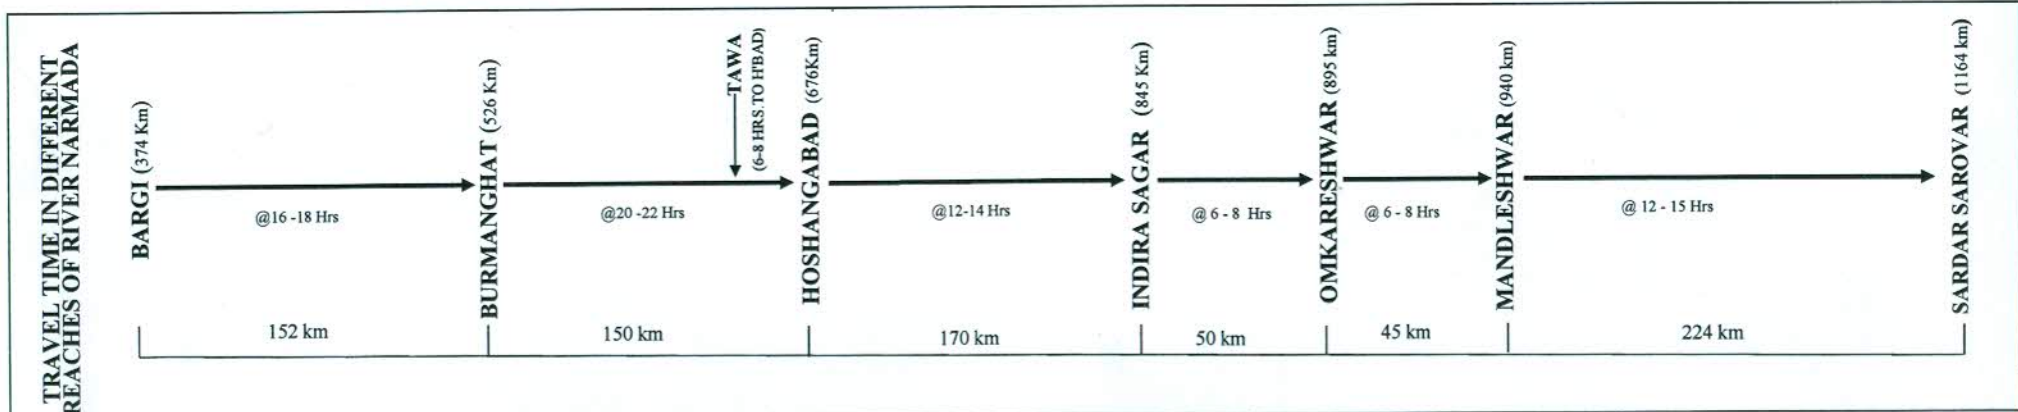 TRAVEL TIME IN DIFFERENT
REACHES OF RIVER NARMADA
BARGI (374 Km)
@16 -18 Hrs
BURMANGHAT (526 Km)
@20 -22 Hrs
TAWA
(6-8 HRS.TO H'BAD)
HOSHANGABAD (676Km)
@12-14 Hrs
INDIRA SAGAR (845 Km)
@ 6 - 8 Hrs
OMKARESHWAR (895 km)
@ 6 - 8 Hrs
MANDLESHWAR (940 km)
@ 12 - 15 Hrs
SARDAR SAROVAR (1164 km)
152 km
150 km
170 km
50 km
45 km
224 km